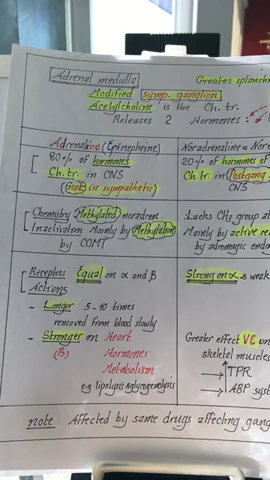 Adrenal medulla
Greater splanchn
Modified symp. ganglion
Acetylcholine is the Ch. tr.
Releases 2 Hormones :
Adrenaline (Epinepheine)
Noradrenaline = Nore
80% of hormones
20% of hormones of
Ch. tr in CNS
Ch. tr in Postgang
(not in sympathetic)
CNS
Chemistry Methylated noradren.
Lacks CH3 group at
Inactivation Mainly by Methylation
Mainly by active re
by COMT
by adrenergic endin
Receptors Equal on α and β
Strong on α & weak
Actions
- Longer 5-10 times
removed from blood slowly
- Stronger on Heart
Greater effect VC on
(β) Hormones
skeletal muscles
Metabolism
→ ↑ TPR
e.g lipolysis & glycogenolysis
→ ↑ ABP sys
note Affected by same drugs affecting gang